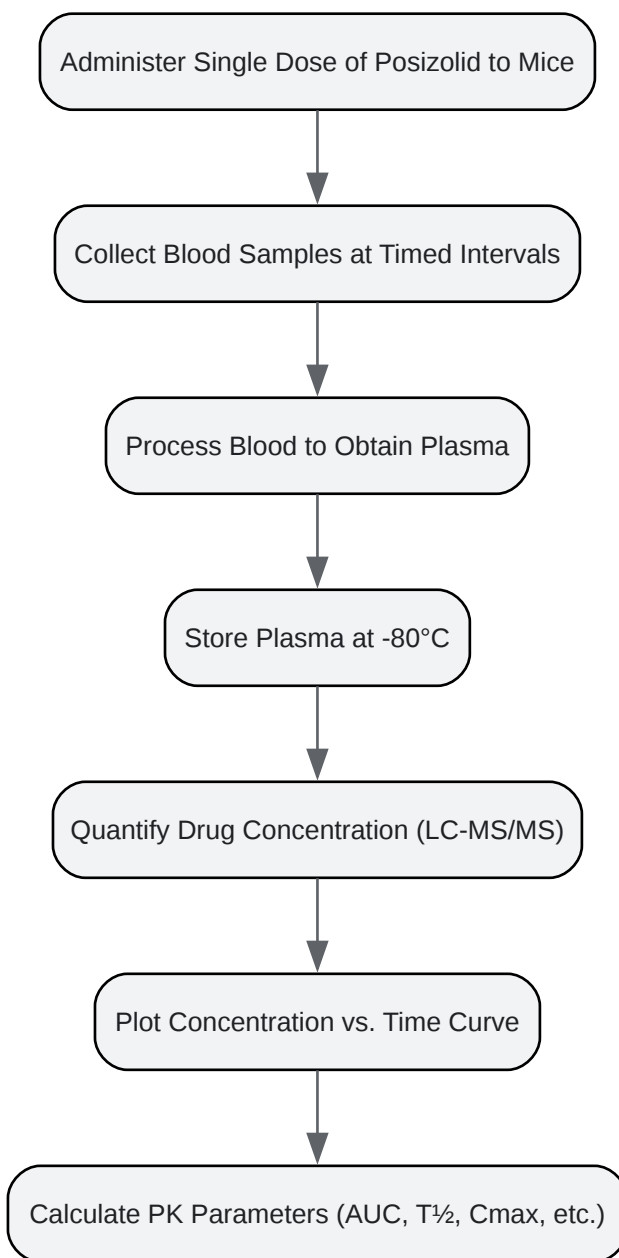 Administer Single Dose of Posizolid to Mice
Collect Blood Samples at Timed Intervals
Process Blood to Obtain Plasma
Store Plasma at -80°C
Quantify Drug Concentration (LC-MS/MS)
Plot Concentration vs. Time Curve
Calculate PK Parameters (AUC, T½, Cmax, etc.)